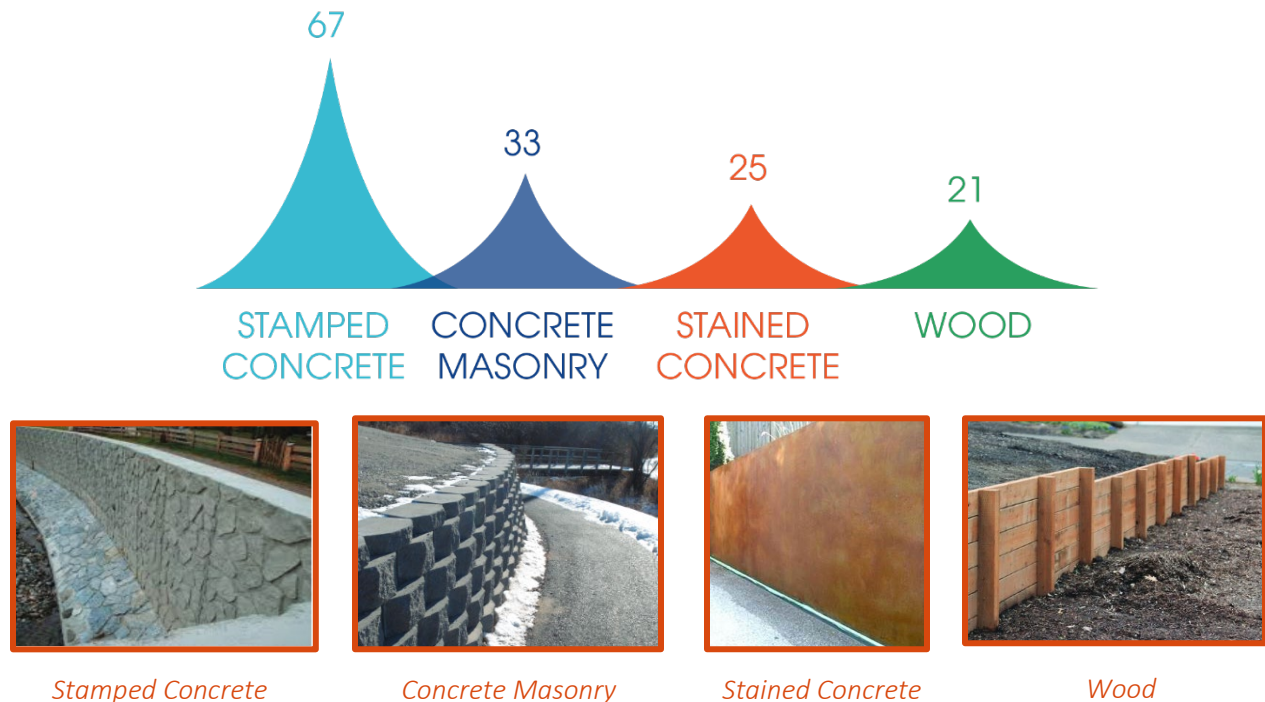 67
33
25
21
STAMPED
CONCRETE
CONCRETE
MASONRY
STAINED
CONCRETE
WOOD
Stamped Concrete
Concrete Masonry
Stained Concrete
Wood